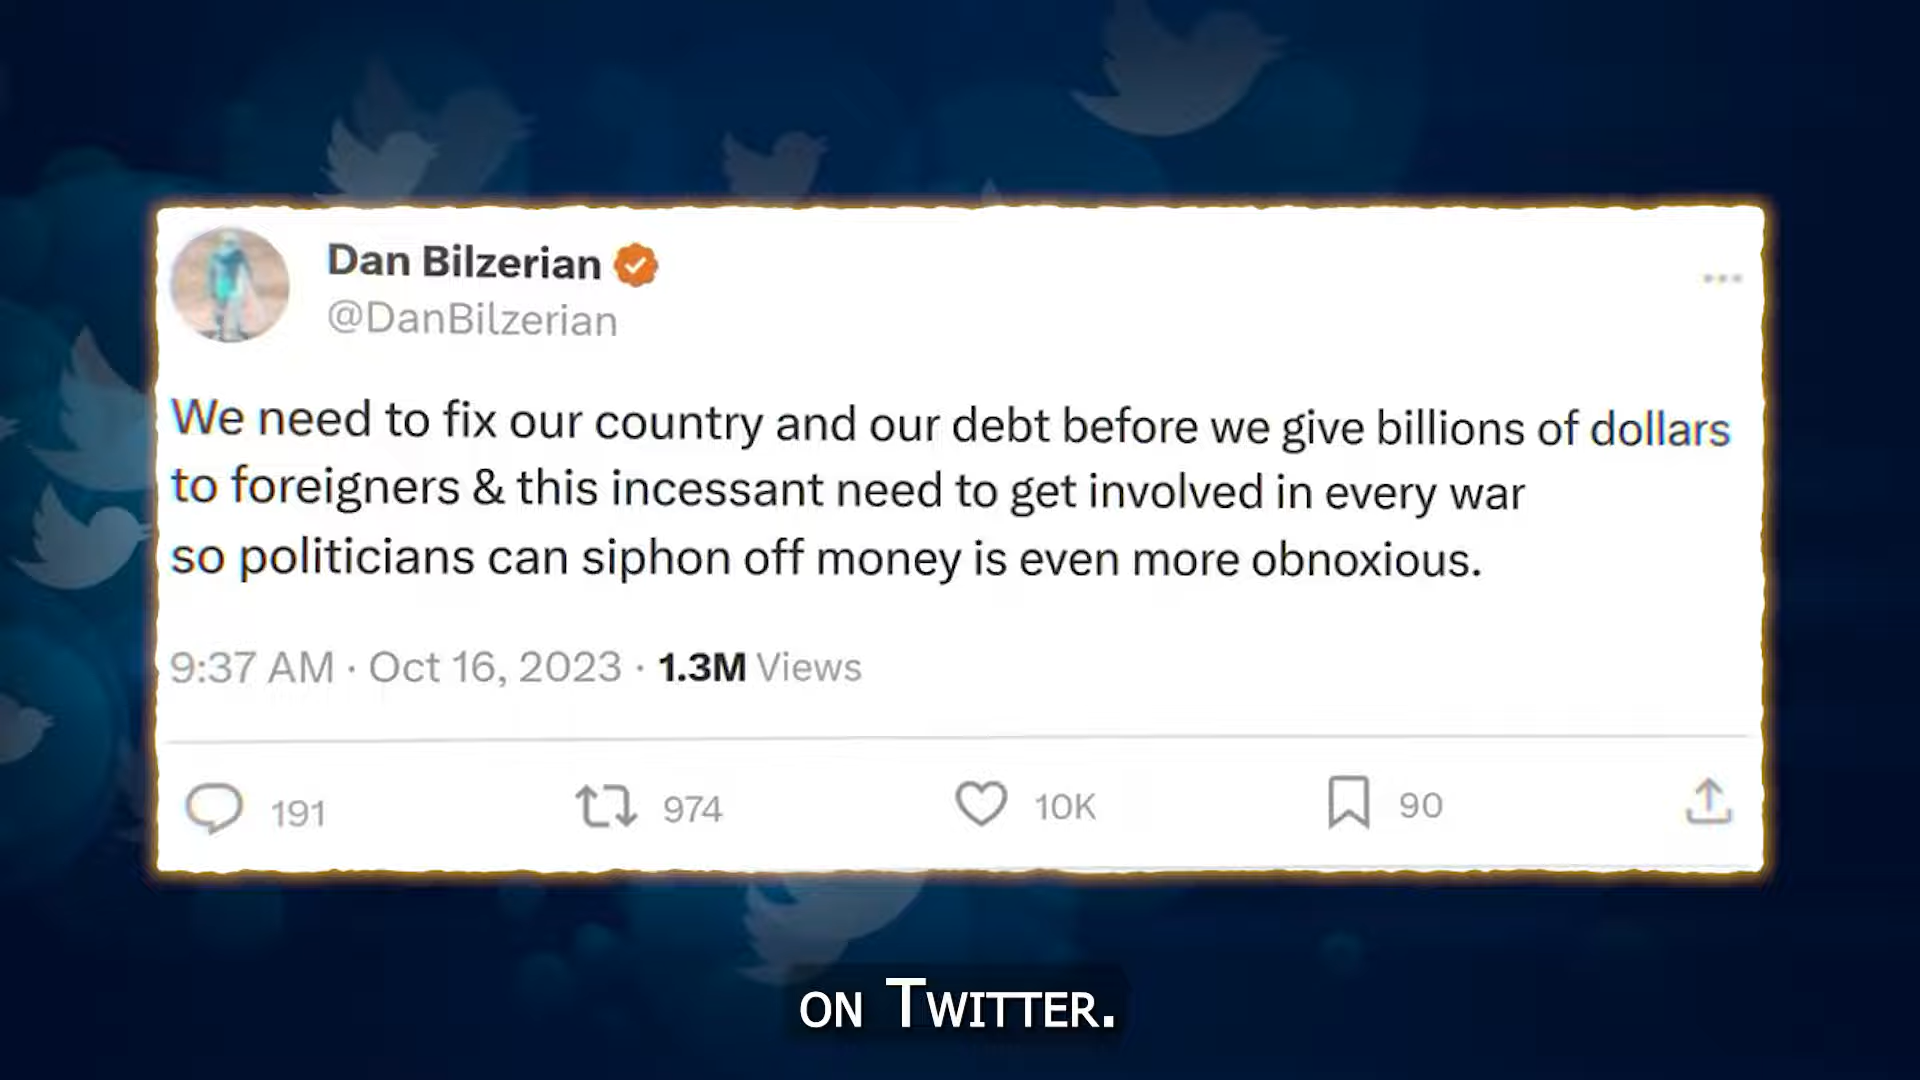 Dan Bilzerian
@DanBilzerian
We need to fix our country and our debt before we give billions of dollars
to foreigners & this incessant need to get involved in every war
so politicians can siphon off money is even more obnoxious.
9:37 AM · Oct 16, 2023 · 1.3M Views
191 974 10K 90
ON TWITTER.